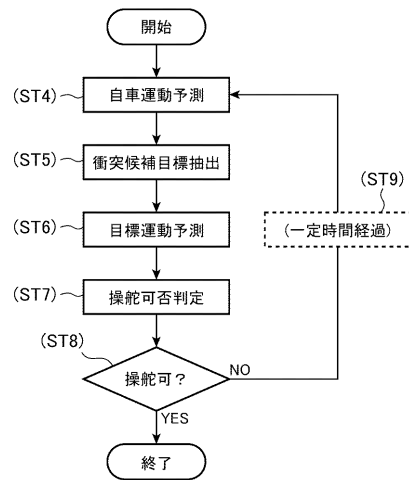 開始
(ST4)
自車運動予測
(ST5)
衝突候補目標抽出
(ST9)
(ST6)
目標運動予測
(一定時間経過)
(ST7)
操舵可否判定
(ST8)
操舵可?
NO
YES
終了